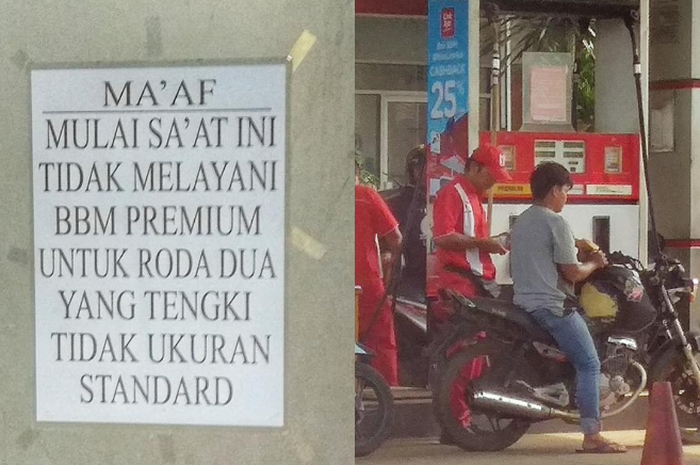 MA'AF
MULAI SA'AT INI
TIDAK MELAYANI
BBM PREMIUM
UNTUK RODA DUA
YANG TENGKI
TIDAK UKURAN
STANDARD
CASHBACK
25%
PREMIUM